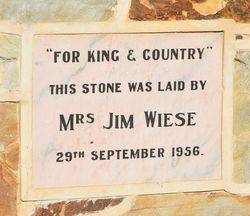 "FOR KING & COUNTRY"
THIS STONE WAS LAID BY
MRS JIM WIESE
29TH SEPTEMBER 1956.